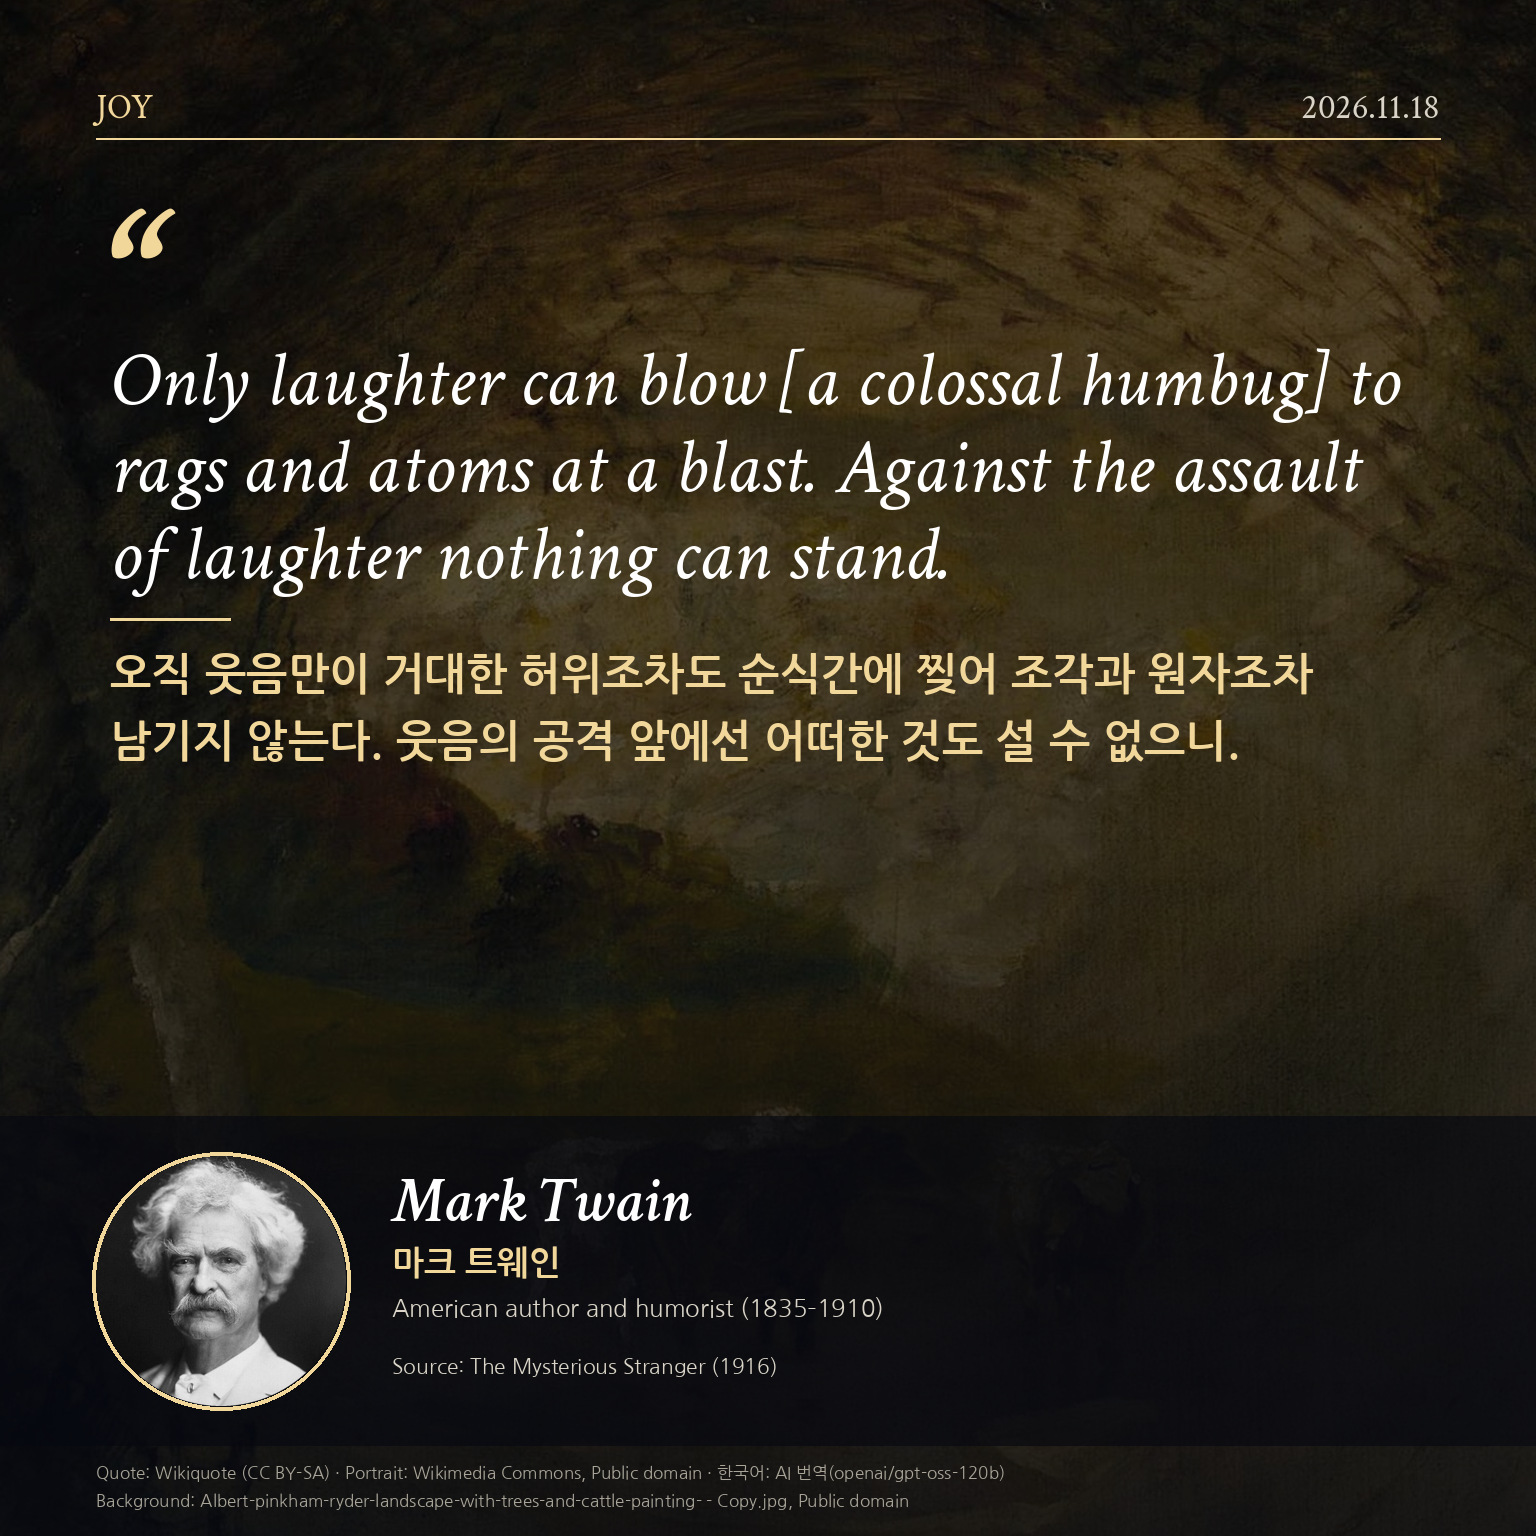 JOY
2026.11.18
“
Only laughter can blow [a colossal humbug] to
rags and atoms at a blast. Against the assault
of laughter nothing can stand.
오직 웃음만이 거대한 허위조차도 순식간에 찢어 조각과 원자조차
남기지 않는다. 웃음의 공격 앞에선 어떠한 것도 설 수 없으니.
Mark Twain
마크 트웨인
American author and humorist (1835–1910)
Source: The Mysterious Stranger (1916)
Quote: Wikiquote (CC BY-SA) · Portrait: Wikimedia Commons, Public domain · 한국어: AI 번역(openai/gpt-oss-120b)
Background: Albert-pinkham-ryder-landscape-with-trees-and-cattle-painting- - Copy.jpg, Public domain